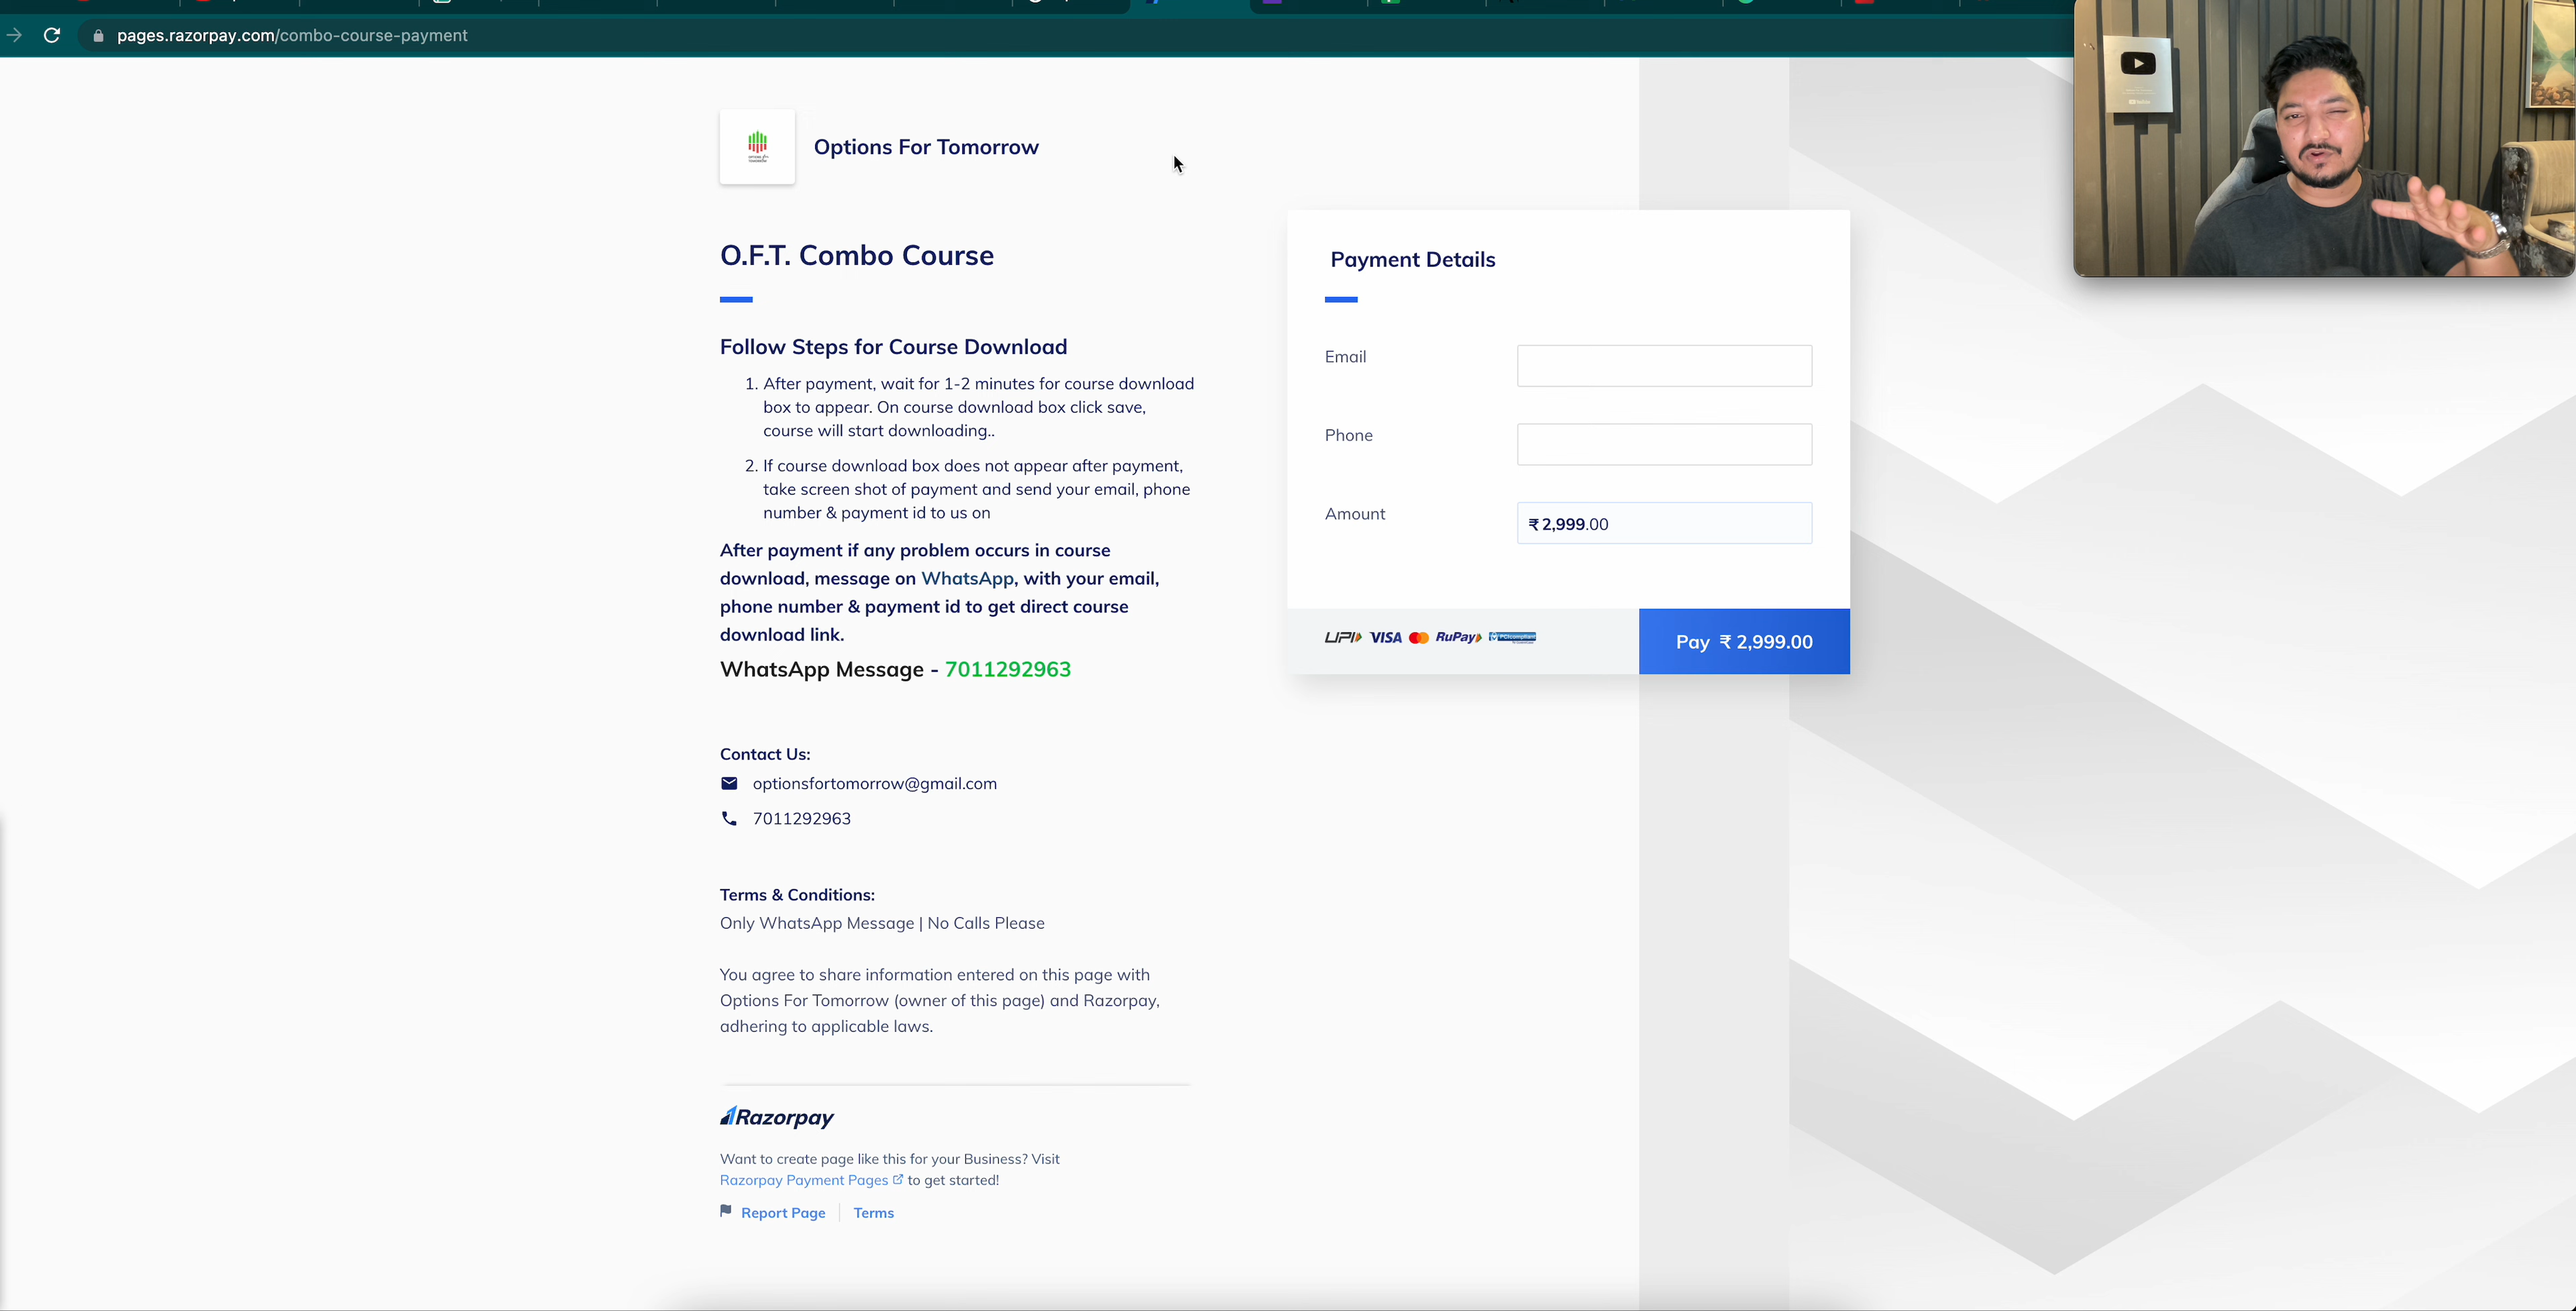 pages.razorpay.com/combo-course-payment
Options For Tomorrow
O.F.T. Combo Course
Follow Steps for Course Download
1. After payment, wait for 1-2 minutes for course download
box to appear. On course download box click save,
course will start downloading..
2. If course download box does not appear after payment,
take screen shot of payment and send your email, phone
number & payment id to us on
After payment if any problem occurs in course
download, message on WhatsApp, with your email,
phone number & payment id to get direct course
download link.
WhatsApp Message - 7011292963
Contact Us:
optionsfortomorrow@gmail.com
7011292963
Terms & Conditions:
Only WhatsApp Message | No Calls Please
You agree to share information entered on this page with
Options For Tomorrow (owner of this page) and Razorpay,
adhering to applicable laws.
Razorpay
Want to create page like this for your Business? Visit
Razorpay Payment Pages to get started!
Report Page
Terms
Payment Details
Email
Phone
Amount
₹ 2,999.00
UPI VISA RuPay PCI compliant
Pay ₹ 2,999.00